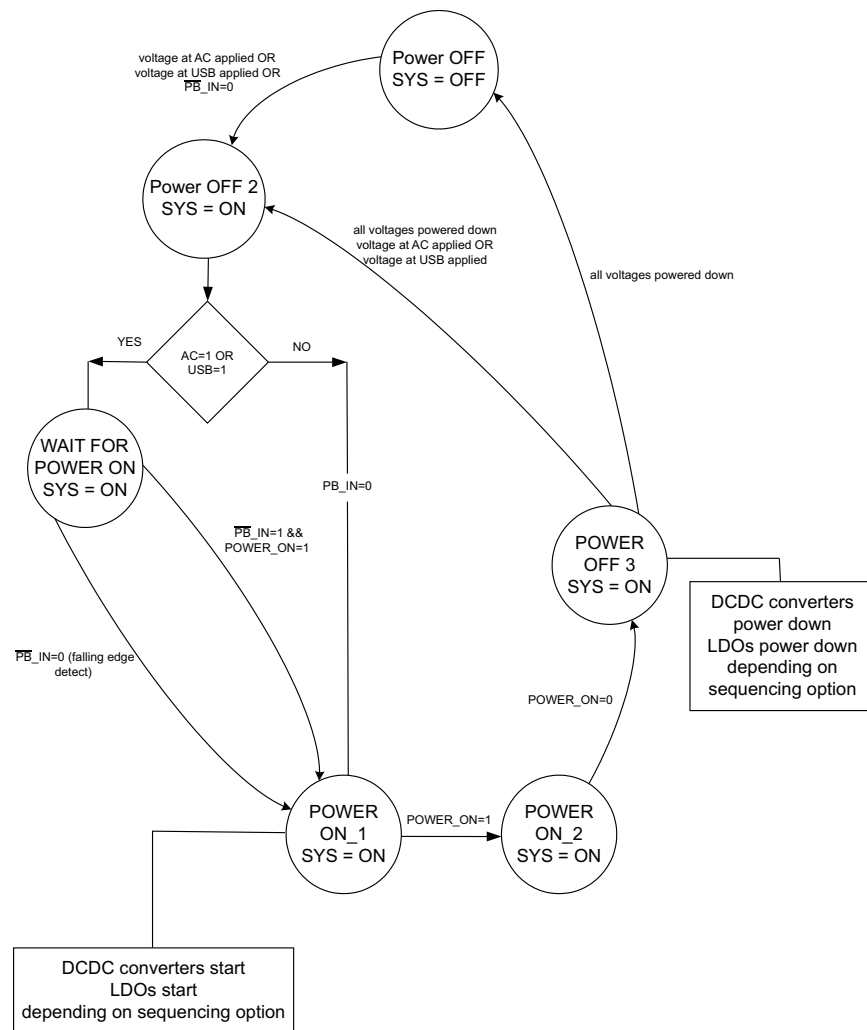 voltage at AC applied OR
voltage at USB applied OR
P̅B̅_IN=0
Power OFF
SYS = OFF
Power OFF 2
SYS = ON
all voltages powered down
voltage at AC applied OR
voltage at USB applied
all voltages powered down
YES
AC=1 OR
USB=1
NO
WAIT FOR
POWER ON
SYS = ON
PB_IN=0
P̅B̅_IN=1 &&
POWER_ON=1
POWER
OFF 3
SYS = ON
DCDC converters
power down
LDOs power down
depending on
sequencing option
P̅B̅_IN=0 (falling edge
detect)
POWER_ON=0
POWER
ON_1
SYS = ON
POWER_ON=1
POWER
ON_2
SYS = ON
DCDC converters start
LDOs start
depending on sequencing option